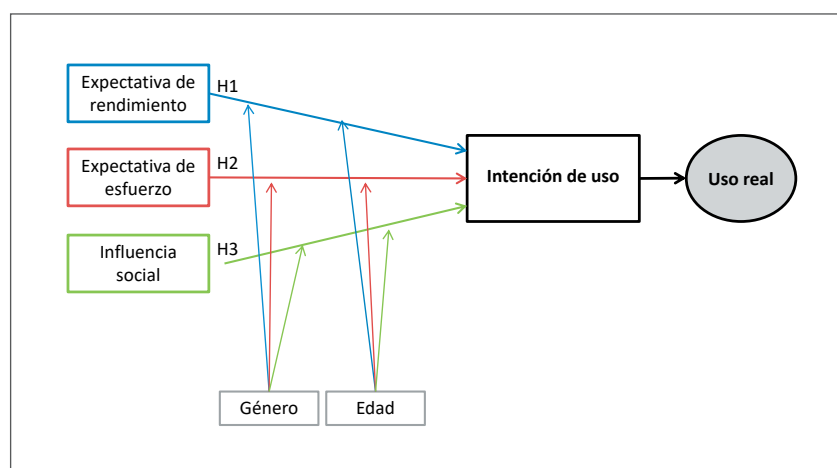 Expectativa de
rendimiento
H1
Expectativa de
esfuerzo
H2
Influencia
social
H3
Intención de uso
Uso real
Género
Edad